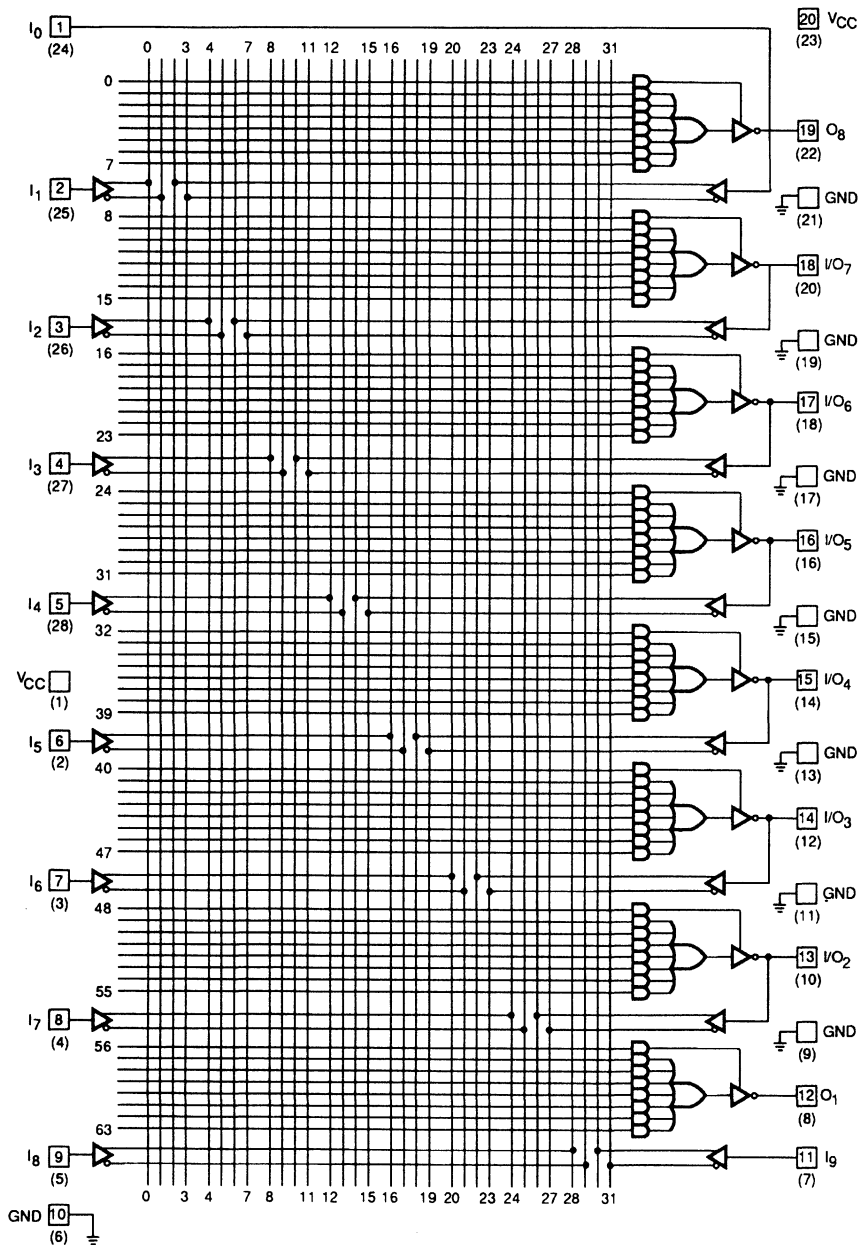 I0 1 (24)
20 VCC (23)
0 3 4 7 8 11 12 15 16 19 20 23 24 27 28 31
0
19 O8 (22)
7
I1 2 (25)
GND (21)
8
18 I/O7 (20)
15
I2 3 (26)
GND (19)
16
17 I/O6 (18)
23
I3 4 (27)
GND (17)
24
16 I/O5 (16)
31
I4 5 (28)
GND (15)
32
VCC (1)
15 I/O4 (14)
39
I5 6 (2)
GND (13)
40
14 I/O3 (12)
47
I6 7 (3)
GND (11)
48
13 I/O2 (10)
55
I7 8 (4)
GND (9)
56
12 O1 (8)
63
I8 9 (5)
11 I9 (7)
0 3 4 7 8 11 12 15 16 19 20 23 24 27 28 31
GND 10 (6)